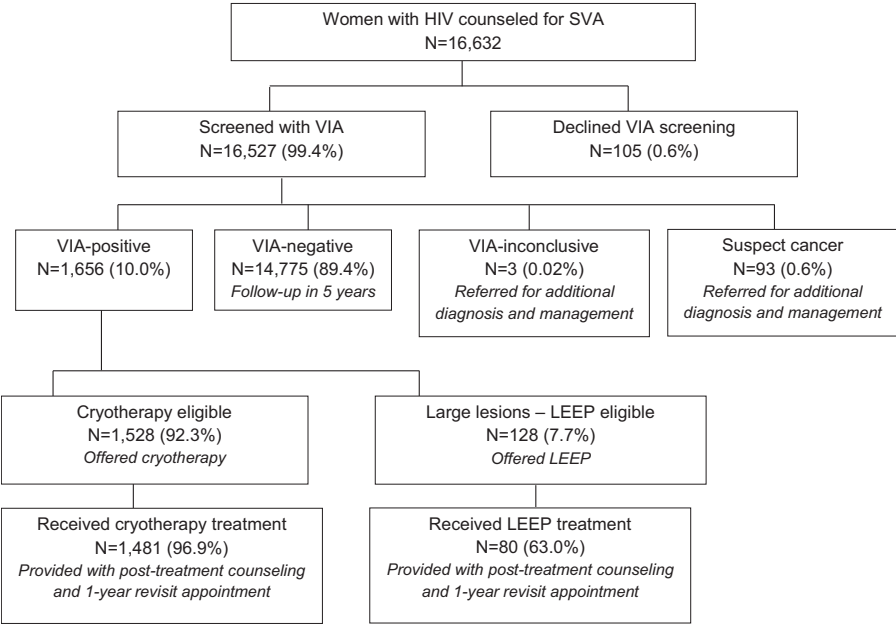 Women with HIV counseled for SVA
N=16,632
Screened with VIA
N=16,527 (99.4%)
Declined VIA screening
N=105 (0.6%)
VIA-positive
N=1,656 (10.0%)
VIA-negative
N=14,775 (89.4%)
Follow-up in 5 years
VIA-inconclusive
N=3 (0.02%)
Referred for additional
diagnosis and management
Suspect cancer
N=93 (0.6%)
Referred for additional
diagnosis and management
Cryotherapy eligible
N=1,528 (92.3%)
Offered cryotherapy
Large lesions – LEEP eligible
N=128 (7.7%)
Offered LEEP
Received cryotherapy treatment
N=1,481 (96.9%)
Provided with post-treatment counseling
and 1-year revisit appointment
Received LEEP treatment
N=80 (63.0%)
Provided with post-treatment counseling
and 1-year revisit appointment